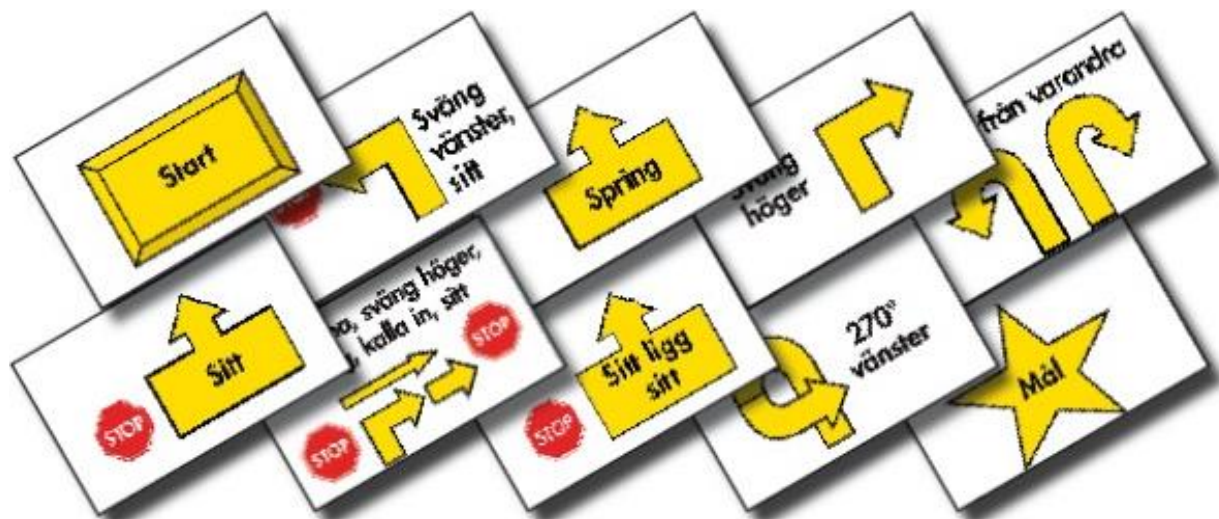 Start
Sväng
vänster,
sitt
Spring
höger
från varandra
STOP
Sitt
sväng höger,
kalla in, sitt
STOP
STOP
STOP
Sitt ligg
sitt
270°
vänster
Mål